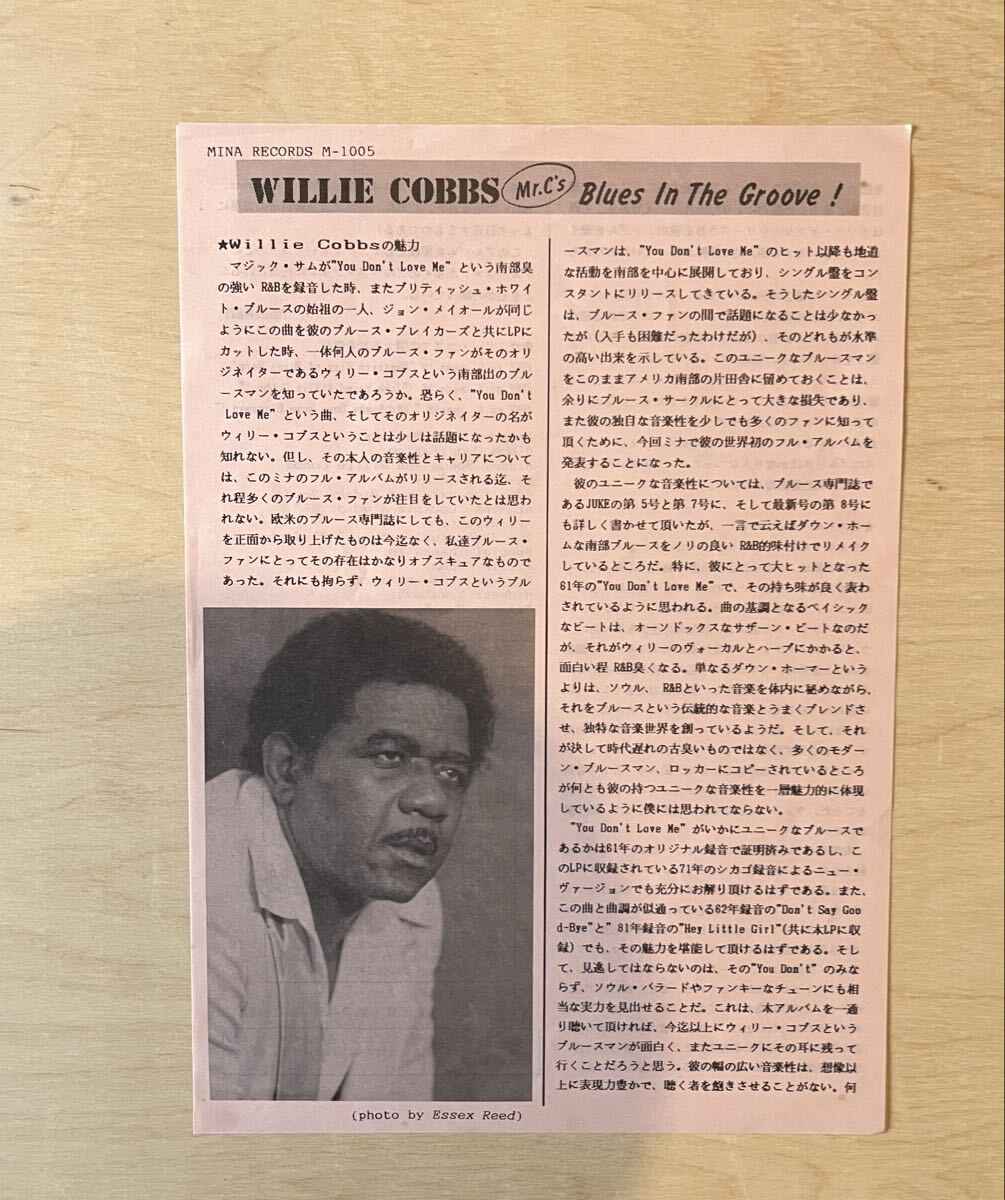 MINA RECORDS M-1005
WILLIE COBBS Mr.C's Blues In The Groove !
★Willie Cobbsの魅力
マジック・サムが"You Don't Love Me" という南部臭
の強い R&Bを録音した時、またブリティッシュ・ホワイ
ト・ブルースの始祖の一人、ジョン・メイオールが同じ
ようにこの曲を彼のブルース・ブレイカーズと共にLPに
カットした時、一体何人のブルース・ファンがそのオリ
ジネイターであるウィリー・コブスという南部出のブル
ースマンを知っていたであろうか。恐らく、"You Don't
Love Me" という曲、そしてそのオリジネイターの名が
ウィリー・コブスということは少しは話題になったかも
知れない。但し、その本人の音楽性とキャリアについて
は、このミナのフル・アルバムがリリースされる迄、そ
れ程多くのブルース・ファンが注目をしていたとは思わ
れない。欧米のブルース専門誌にしても、このウィリー
を正面から取り上げたものは今迄なく、私達ブルース・
ファンにとってその存在はかなりオブスキュアなもので
あった。それにも拘らず、ウィリー・コブスというブル
(photo by Essex Reed)
ースマンは、"You Don't Love Me" のヒット以降も地道
な活動を南部を中心に展開しており、シングル盤をコン
スタントにリリースしてきている。そうしたシングル盤
は、ブルース・ファンの間で話題になることは少なかっ
たが（入手も困難だったわけだが）、そのどれもが水準
の高い出来を示している。このユニークなブルースマン
をこのままアメリカ南部の片田舎に留めておくことは、
余りにブルース・サークルにとって大きな損失であり、
また彼の独自な音楽性を少しでも多くのファンに知って
頂くために、今回ミナで彼の世界初のフル・アルバムを
発表することになった。
彼のユニークな音楽性については、ブルース専門誌で
あるJUKEの第 5号と第 7号に、そして最新号の第 8号に
も詳しく書かせて頂いたが、一言で云えばダウン・ホー
ムな南部ブルースをノリの良い R&B的味付けでリメイク
しているところだ。特に、彼にとって大ヒットとなった
61年の"You Don't Love Me" で、その持ち味が良く表わ
されているように思われる。曲の基調となるベイシック
なビートは、オーソドックスなサザーン・ビートなのだ
が、それがウィリーのヴォーカルとハープにかかると、
面白い程 R&B臭くなる。単なるダウン・ホーマーという
よりは、ソウル、 R&Bといった音楽を体内に秘めながら、
それをブルースという伝統的な音楽とうまくブレンドさ
せ、独特な音楽世界を創っているようだ。そして、それ
が決して時代遅れの古臭いものではなく、多くのモダー
ン・ブルースマン、ロッカーにコピーされているところ
が何とも彼の持つユニークな音楽性を一層魅力的に体現
しているように僕には思われてならない。
"You Don't Love Me" がいかにユニークなブルースで
あるかは61年のオリジナル録音で証明済みであるし、こ
のLPに収録されている71年のシカゴ録音によるニュー・
ヴァージョンでも充分にお解り頂けるはずである。また、
この曲と曲調が似通っている62年録音の"Don't Say Goo
d-Bye"と" 81年録音の"Hey Little Girl"(共に本LPに収
録）でも、その魅力を堪能して頂けるはずである。そし
て、見逃してはならないのは、その"You Don't" のみな
らず、ソウル・バラードやファンキーなチューンにも相
当な実力を見出せることだ。これは、本アルバムを一通
り聴いて頂ければ、今迄以上にウィリー・コブスという
ブルースマンが面白く、またユニークにその耳に残って
行くことだろうと思う。彼の幅の広い音楽性は、想像以
上に表現力豊かで、聴く者を飽きさせることがない。何